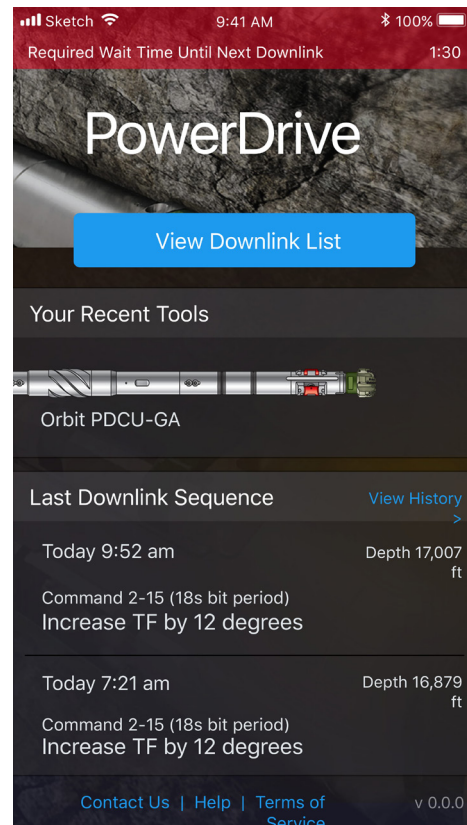 Sketch 9:41 AM 100%
Required Wait Time Until Next Downlink 1:30
PowerDrive
View Downlink List
Your Recent Tools
Orbit PDCU-GA
Last Downlink Sequence View History
>
Today 9:52 am Depth 17,007
ft
Command 2-15 (18s bit period)
Increase TF by 12 degrees
Today 7:21 am Depth 16,879
ft
Command 2-15 (18s bit period)
Increase TF by 12 degrees
Contact Us | Help | Terms of v 0.0.0
Service